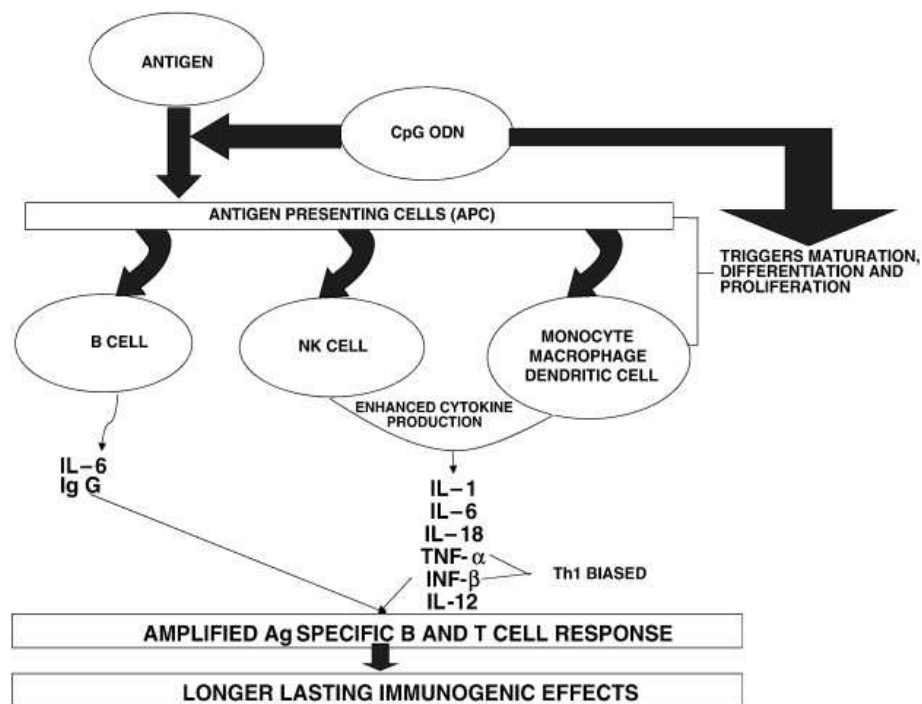 ANTIGEN
CpG ODN
ANTIGEN PRESENTING CELLS (APC)
TRIGGERS MATURATION,
DIFFERENTIATION AND
PROLIFERATION
B CELL
NK CELL
MONOCYTE
MACROPHAGE
DENDRITIC CELL
ENHANCED CYTOKINE
PRODUCTION
IL-6
Ig G
IL-1
IL-6
IL-18
TNF- α
INF-β
IL-12
Th1 BIASED
AMPLIFIED Ag SPECIFIC B AND T CELL RESPONSE
LONGER LASTING IMMUNOGENIC EFFECTS